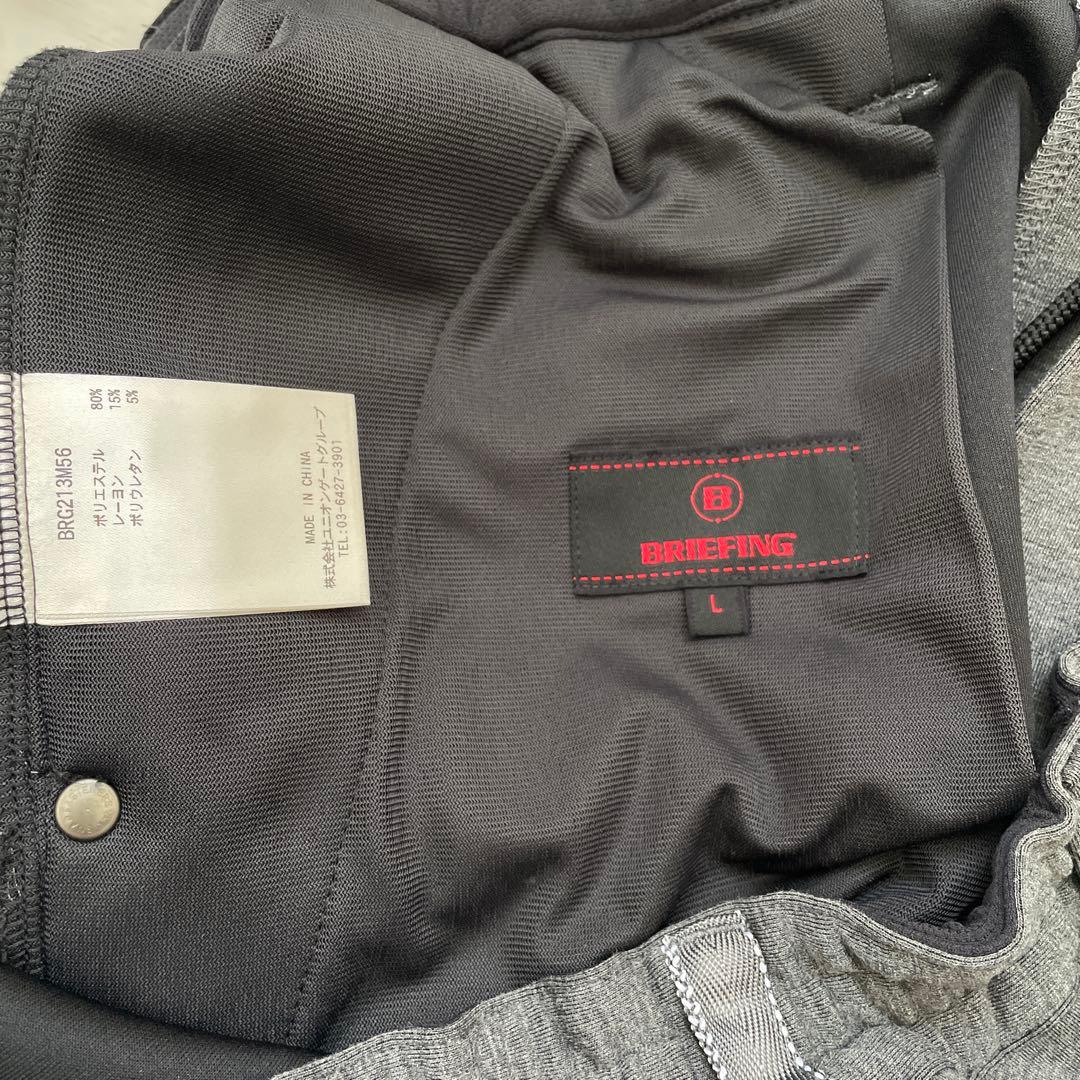 BRG213M56
ポリエステル 80%
レーヨン 15%
ポリウレタン 5%
MADE IN CHINA
株式会社ユニオンゲートグループ
TEL:03-6427-3901
B
BRIEFING
L